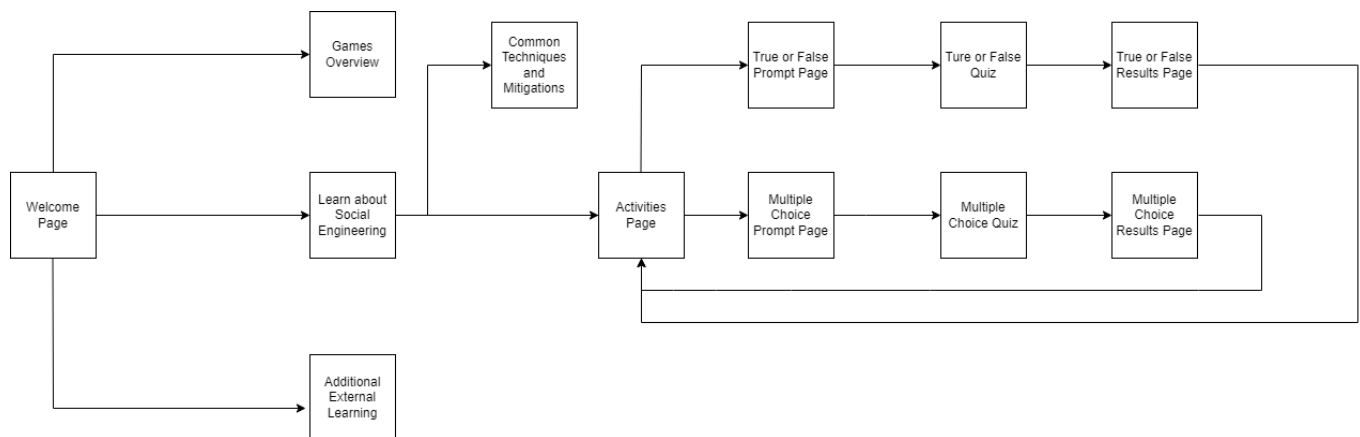 Games
Overview
Common
Techniques
and
Mitigations
True or False
Prompt Page
Ture or False
Quiz
True or False
Results Page
Welcome
Page
Learn about
Social
Engineering
Activities
Page
Multiple
Choice
Prompt Page
Multiple
Choice Quiz
Multiple
Choice
Results Page
Additional
External
Learning